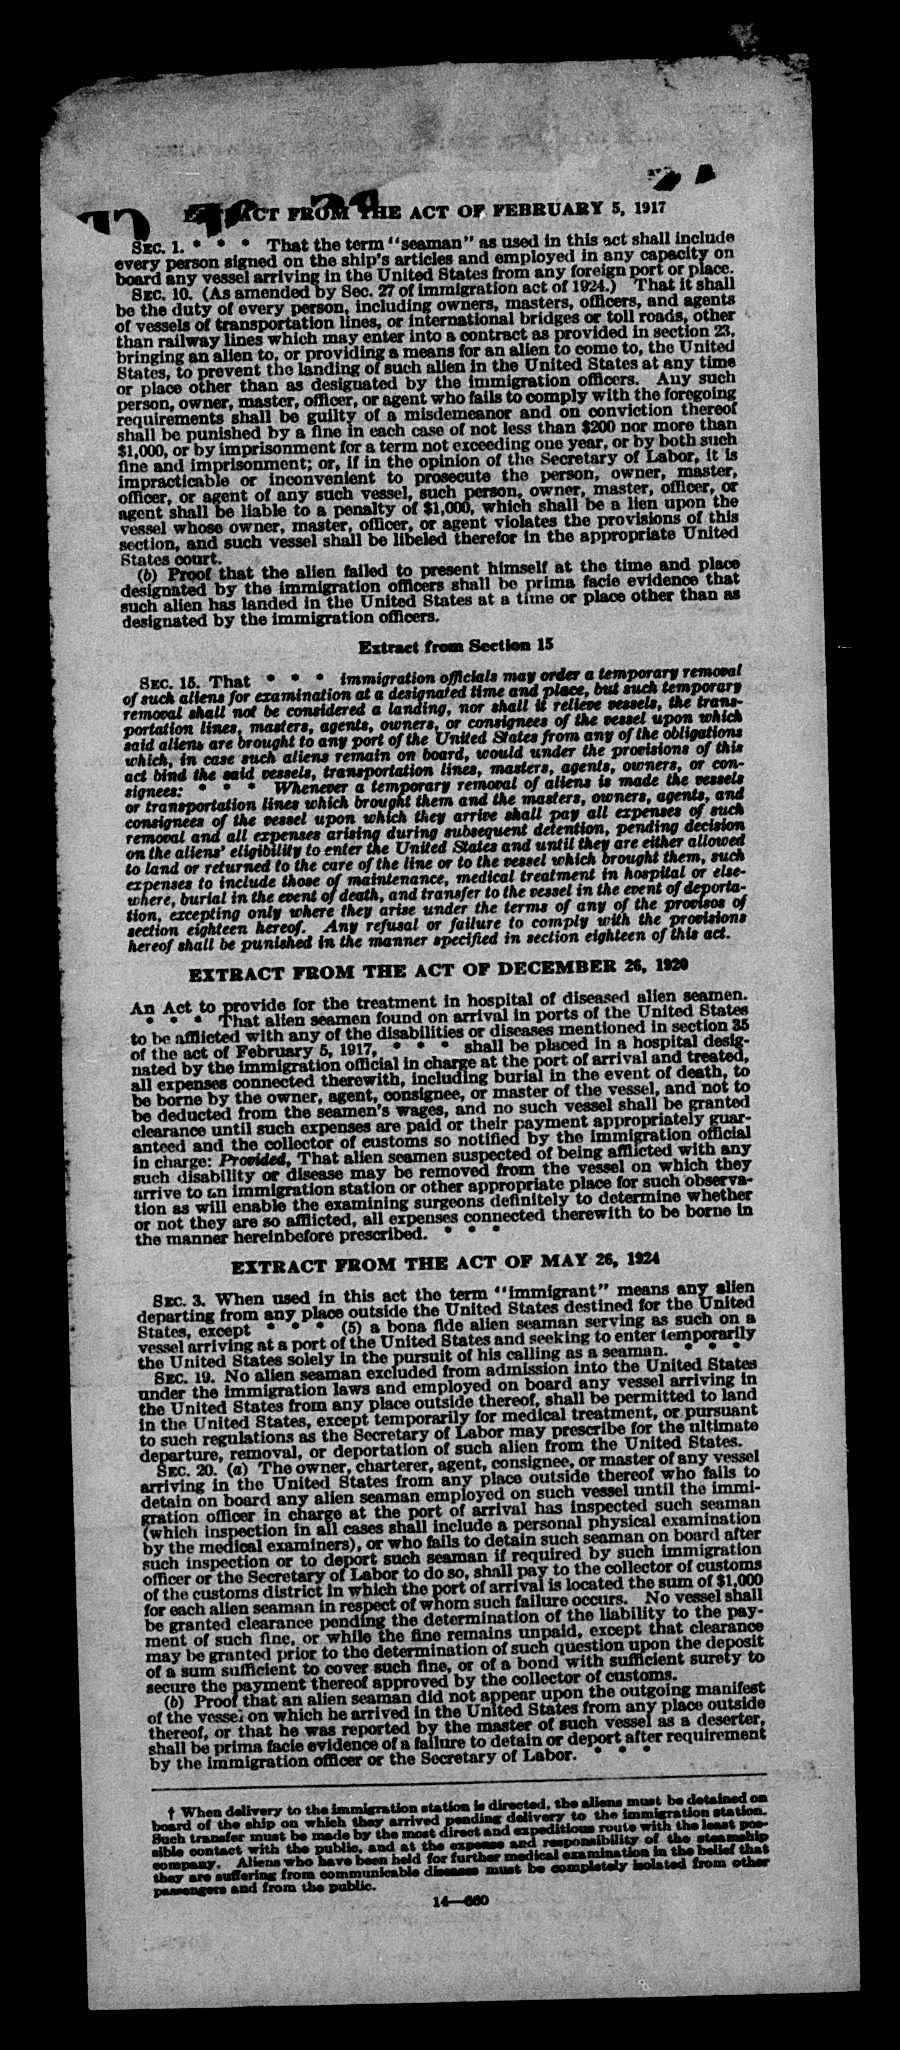 EXTRACT FROM THE ACT OF FEBRUARY 5, 1917
SEC. 1. * * * That the term "seaman" as used in this act shall include
every person signed on the ship's articles and employed in any capacity on
board any vessel arriving in the United States from any foreign port or place.
SEC. 10. (As amended by Sec. 27 of immigration act of 1924.) That it shall
be the duty of every person, including owners, masters, officers, and agents
of vessels of transportation lines, or international bridges or toll roads, other
than railway lines which may enter into a contract as provided in section 23,
bringing an alien to, or providing a means for an alien to come to, the United
States, to prevent the landing of such alien in the United States at any time
or place other than as designated by the immigration officers. Any such
person, owner, master, officer, or agent who fails to comply with the foregoing
requirements shall be guilty of a misdemeanor and on conviction thereof
shall be punished by a fine in each case of not less than $200 nor more than
$1,000, or by imprisonment for a term not exceeding one year, or by both such
fine and imprisonment; or, if in the opinion of the Secretary of Labor, it is
impracticable or inconvenient to prosecute the person, owner, master,
officer, or agent of any such vessel, such person, owner, master, officer, or
agent shall be liable to a penalty of $1,000, which shall be a lien upon the
vessel whose owner, master, officer, or agent violates the provisions of this
section, and such vessel shall be libeled therefor in the appropriate United
States court.
(b) Proof that the alien failed to present himself at the time and place
designated by the immigration officers shall be prima facie evidence that
such alien has landed in the United States at a time or place other than as
designated by the immigration officers.
Extract from Section 15
SEC. 15. That * * * immigration officials may order a temporary removal
of such aliens for examination at a designated time and place, but such temporary
removal shall not be considered a landing, nor shall it relieve vessels, the trans-
portation lines, masters, agents, owners, or consignees of the vessel upon which
said aliens are brought to any port of the United States from any of the obligations
which, in case such aliens remain on board, would under the provisions of this
act bind the said vessels, transportation lines, masters, agents, owners, or con-
signees: * * * Whenever a temporary removal of aliens is made the vessels
or transportation lines which brought them and the masters, owners, agents, and
consignees of the vessel upon which they arrive shall pay all expenses of such
removal and all expenses arising during subsequent detention, pending decision
on the aliens' eligibility to enter the United States and until they are either allowed
to land or returned to the care of the line or to the vessel which brought them, such
expenses to include those of maintenance, medical treatment in hospital or else-
where, burial in the event of death, and transfer to the vessel in the event of deporta-
tion, excepting only where they arise under the terms of any of the provisos of
section eighteen hereof. Any refusal or failure to comply with the provisions
hereof shall be punished in the manner specified in section eighteen of this act.
EXTRACT FROM THE ACT OF DECEMBER 26, 1920
An Act to provide for the treatment in hospital of diseased alien seamen.
* * * That alien seamen found on arrival in ports of the United States
to be afflicted with any of the disabilities or diseases mentioned in section 35
of the act of February 5, 1917, * * * shall be placed in a hospital desig-
nated by the immigration official in charge at the port of arrival and treated,
all expenses connected therewith, including burial in the event of death, to
be borne by the owner, agent, consignee, or master of the vessel, and not to
be deducted from the seamen's wages, and no such vessel shall be granted
clearance until such expenses are paid or their payment appropriately guar-
anteed and the collector of customs so notified by the immigration official
in charge: Provided, That alien seamen suspected of being afflicted with any
such disability or disease may be removed from the vessel on which they
arrive to an immigration station or other appropriate place for such observa-
tion as will enable the examining surgeons definitely to determine whether
or not they are so afflicted, all expenses connected therewith to be borne in
the manner hereinbefore prescribed. * * *
EXTRACT FROM THE ACT OF MAY 26, 1924
SEC. 3. When used in this act the term "immigrant" means any alien
departing from any place outside the United States destined for the United
States, except * * * (5) a bona fide alien seaman serving as such on a
vessel arriving at a port of the United States and seeking to enter temporarily
the United States solely in the pursuit of his calling as a seaman. * * *
SEC. 19. No alien seaman excluded from admission into the United States
under the immigration laws and employed on board any vessel arriving in
the United States from any place outside thereof, shall be permitted to land
in the United States, except temporarily for medical treatment, or pursuant
to such regulations as the Secretary of Labor may prescribe for the ultimate
departure, removal, or deportation of such alien from the United States.
SEC. 20. (a) The owner, charterer, agent, consignee, or master of any vessel
arriving in the United States from any place outside thereof who fails to
detain on board any alien seaman employed on such vessel until the immi-
gration officer in charge at the port of arrival has inspected such seaman
(which inspection in all cases shall include a personal physical examination
by the medical examiners), or who fails to detain such seaman on board after
such inspection or to deport such seaman if required by such immigration
officer or the Secretary of Labor to do so, shall pay to the collector of customs
of the customs district in which the port of arrival is located the sum of $1,000
for each alien seaman in respect of whom such failure occurs. No vessel shall
be granted clearance pending the determination of the liability to the pay-
ment of such fine, or while the fine remains unpaid, except that clearance
may be granted prior to the determination of such question upon the deposit
of a sum sufficient to cover such fine, or of a bond with sufficient surety to
secure the payment thereof approved by the collector of customs.
(b) Proof that an alien seaman did not appear upon the outgoing manifest
of the vessel on which he arrived in the United States from any place outside
thereof, or that he was reported by the master of such vessel as a deserter,
shall be prima facie evidence of a failure to detain or deport after requirement
by the immigration officer or the Secretary of Labor. * * *
† When delivery to the immigration station is directed, the aliens must be detained on
board of the ship on which they arrived pending delivery to the immigration station.
Such transfer must be made by the most direct and expeditious route with the least pos-
sible contact with the public, and at the expense and responsibility of the steamship
company. Aliens who have been held for further medical examination in the belief that
they are suffering from communicable diseases must be completely isolated from other
passengers and from the public.
14—660